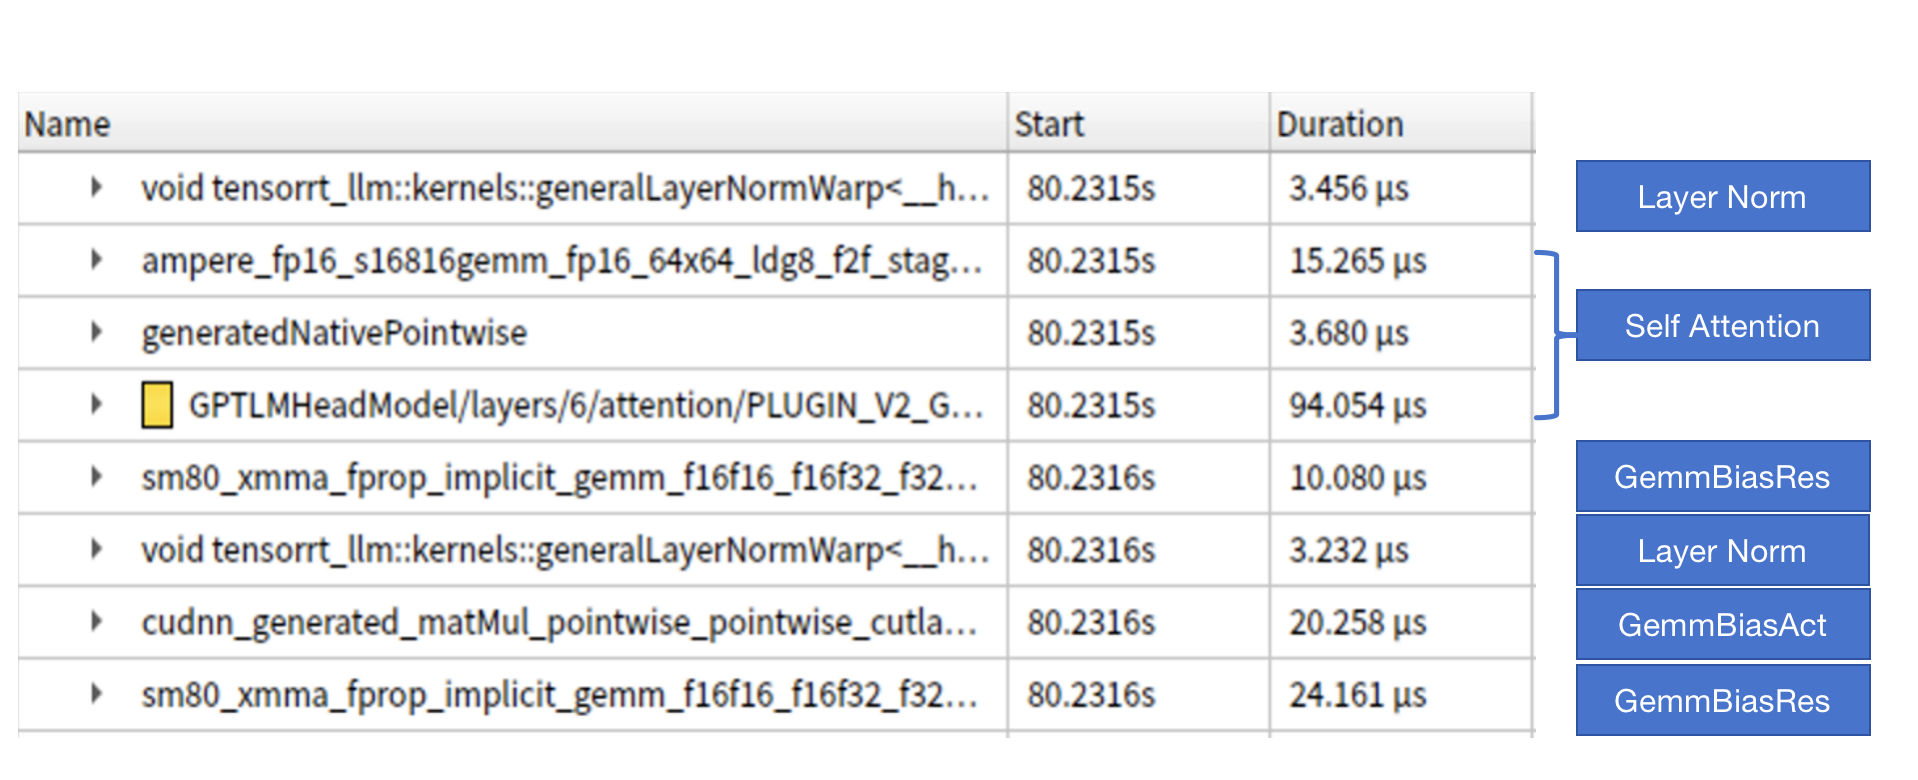 Name Start Duration
void tensorrt_llm::kernels::generalLayerNormWarp<__h... 80.2315s 3.456 μs Layer Norm
ampere_fp16_s16816gemm_fp16_64x64_ldg8_f2f_stag... 80.2315s 15.265 μs
generatedNativePointwise 80.2315s 3.680 μs Self Attention
GPTLMHeadModel/layers/6/attention/PLUGIN_V2_G... 80.2315s 94.054 μs
sm80_xmma_fprop_implicit_gemm_f16f16_f16f32_f32... 80.2316s 10.080 μs GemmBiasRes
void tensorrt_llm::kernels::generalLayerNormWarp<__h... 80.2316s 3.232 μs Layer Norm
cudnn_generated_matMul_pointwise_pointwise_cutla... 80.2316s 20.258 μs GemmBiasAct
sm80_xmma_fprop_implicit_gemm_f16f16_f16f32_f32... 80.2316s 24.161 μs GemmBiasRes